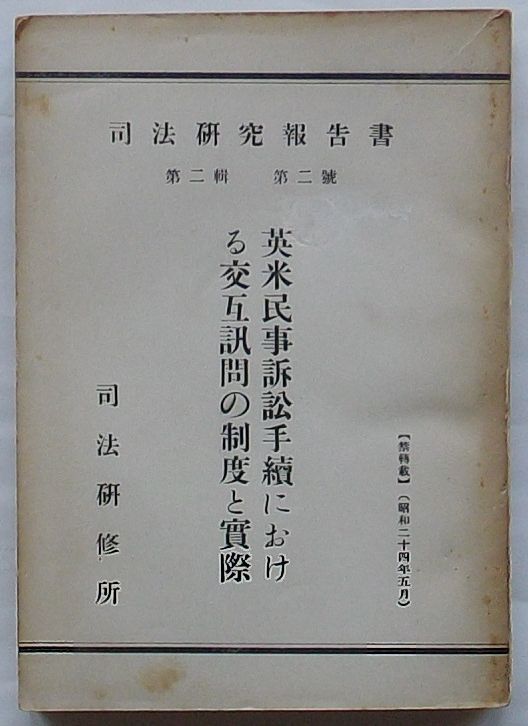 司法研究報告書
第二輯 第二號
英米民事訴訟手續におけ
る交互訊問の制度と實際
【禁轉載】(昭和二十四年五月)
司法研修所